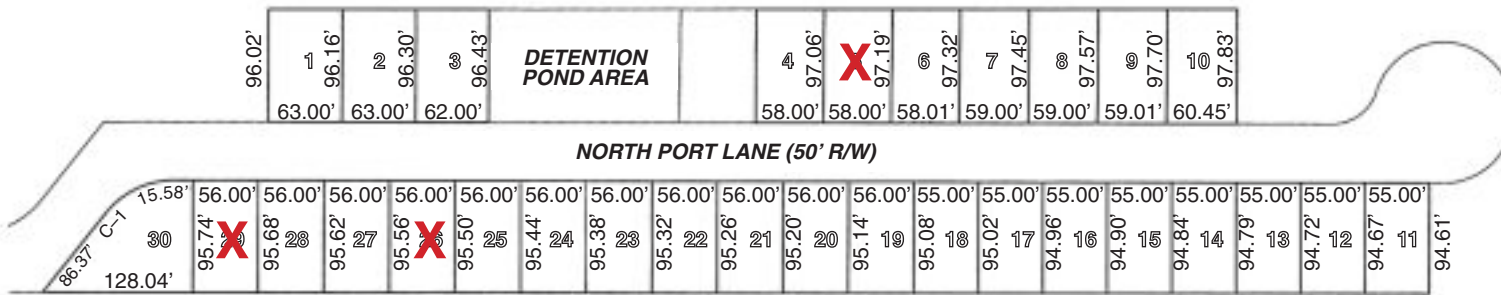 96.02' 1 96.16' 2 96.30' 3 96.43' DETENTION POND AREA 4 97.06' X 97.19' 6 97.32' 7 97.45' 8 97.57' 9 97.70' 10 97.83'
63.00' 63.00' 62.00' 58.00' 58.00' 58.01' 59.00' 59.00' 59.01' 60.45'
NORTH PORT LANE (50' R/W)
15.58' 56.00' 56.00' 56.00' 56.00' 56.00' 56.00' 56.00' 56.00' 56.00' 56.00' 56.00' 55.00' 55.00' 55.00' 55.00' 55.00' 55.00' 55.00' 55.00'
C-1
30 95.74' 29 X 95.68' 28 95.62' 27 95.56' 26 X 95.50' 25 95.44' 24 95.38' 23 95.32' 22 95.26' 21 95.20' 20 95.14' 19 95.08' 18 95.02' 17 94.96' 16 94.90' 15 94.84' 14 94.79' 13 94.72' 12 94.67' 11 94.61'
86.37'
128.04'